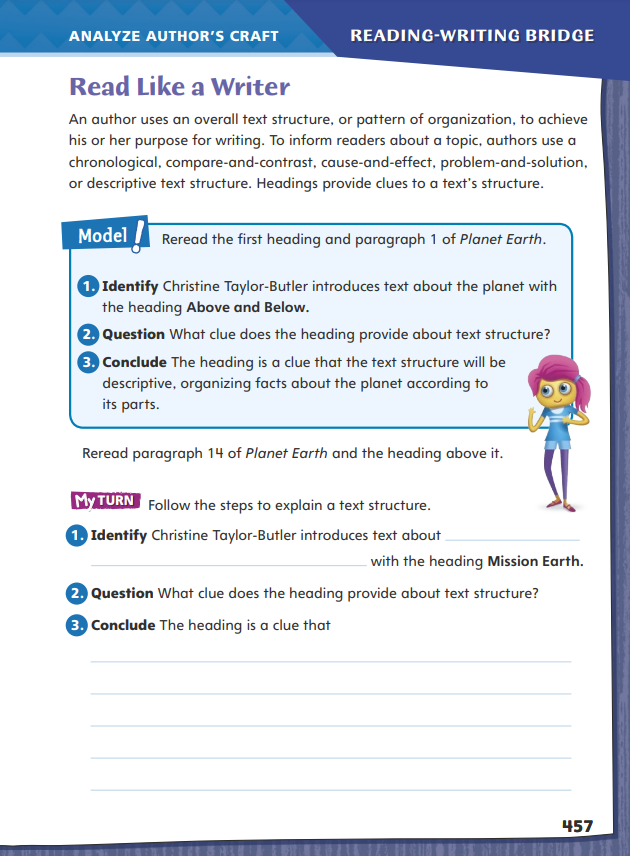 ANALYZE AUTHOR'S CRAFT
READING-WRITING BRIDGE
Read Like a Writer
An author uses an overall text structure, or pattern of organization, to achieve
his or her purpose for writing. To inform readers about a topic, authors use a
chronological, compare-and-contrast, cause-and-effect, problem-and-solution,
or descriptive text structure. Headings provide clues to a text's structure.
Model! Reread the first heading and paragraph 1 of Planet Earth.
1. Identify Christine Taylor-Butler introduces text about the planet with
the heading Above and Below.
2. Question What clue does the heading provide about text structure?
3. Conclude The heading is a clue that the text structure will be
descriptive, organizing facts about the planet according to
its parts.
Reread paragraph 14 of Planet Earth and the heading above it.
My TURN Follow the steps to explain a text structure.
1. Identify Christine Taylor-Butler introduces text about
with the heading Mission Earth.
2. Question What clue does the heading provide about text structure?
3. Conclude The heading is a clue that
457